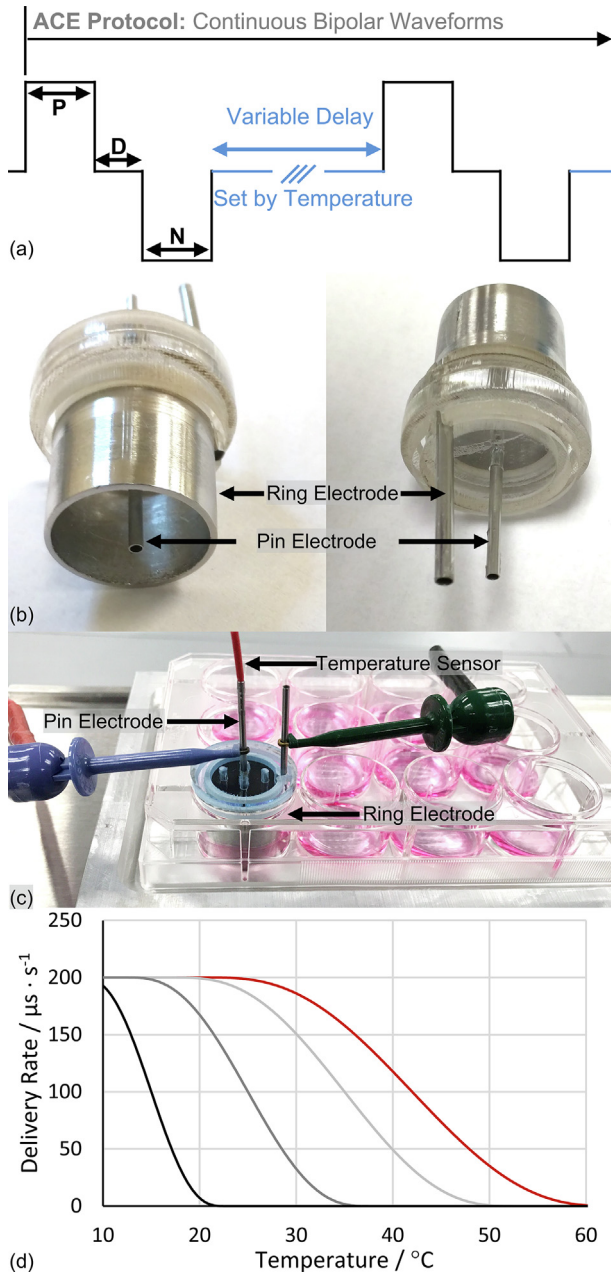 ACE Protocol: Continuous Bipolar Waveforms
P
D
N
Variable Delay
Set by Temperature
(a)
Ring Electrode
Pin Electrode
(b)
Temperature Sensor
Pin Electrode
Ring Electrode
(c)
250
200
150
100
50
0
Delivery Rate / µs · s⁻¹
10
20
30
40
50
60
Temperature / °C
(d)